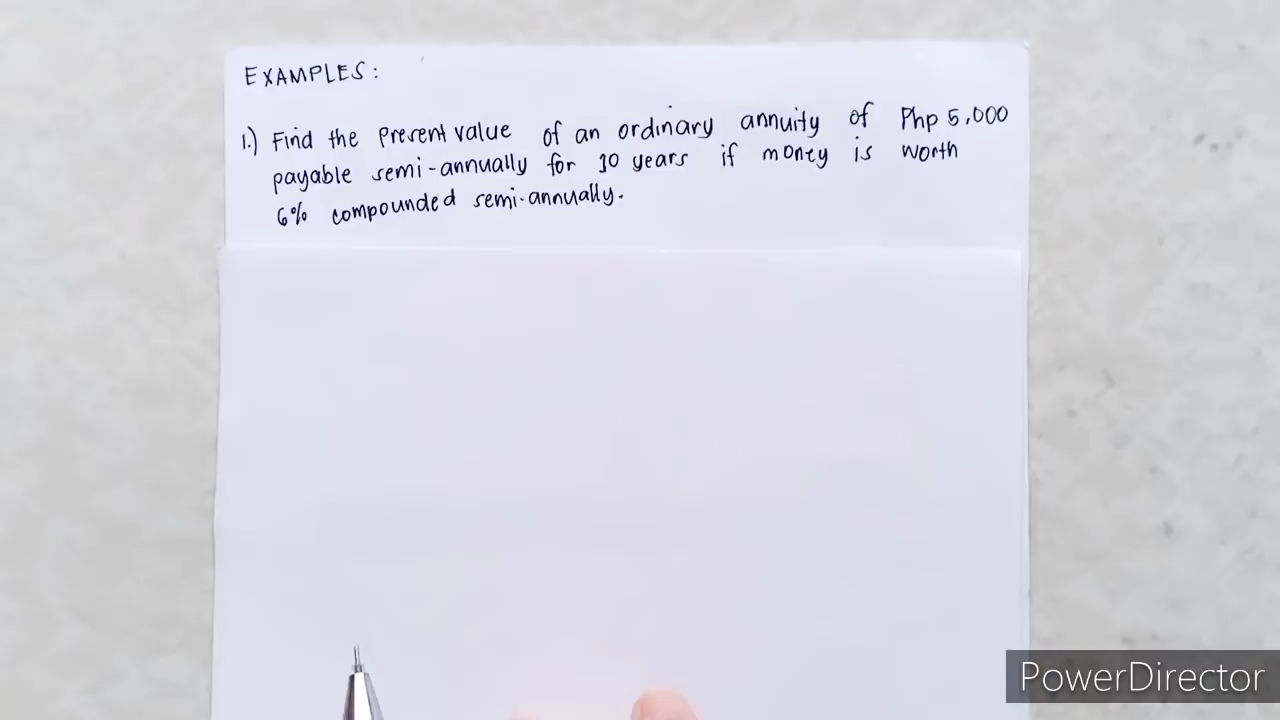 EXAMPLES:
1.) Find the Present value of an ordinary annuity of Php 5,000
payable semi-annually for 10 years if money is worth
6% compounded semi-annually.
PowerDirector